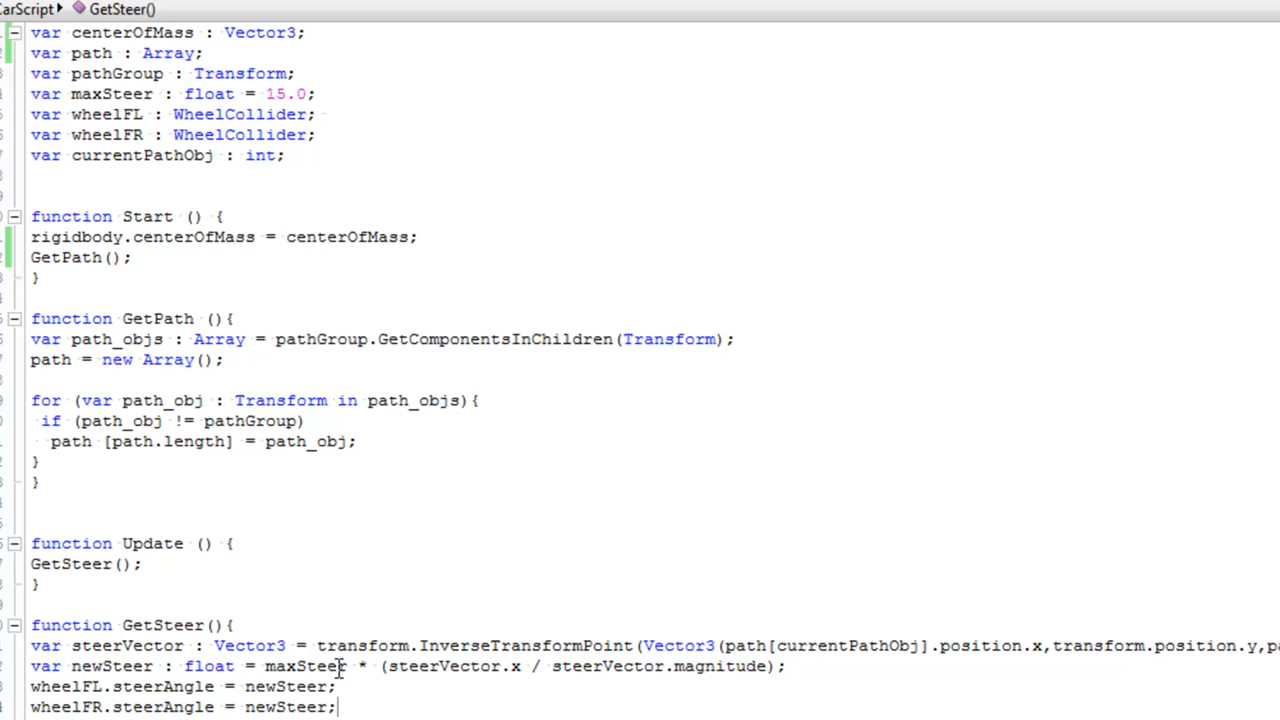 CarScript GetSteer()
var centerOfMass : Vector3;
var path : Array;
var pathGroup : Transform;
var maxSteer : float = 15.0;
var wheelFL : WheelCollider;
var wheelFR : WheelCollider;
var currentPathObj : int;
function Start () {
rigidbody.centerOfMass = centerOfMass;
GetPath();
}
function GetPath (){
var path_objs : Array = pathGroup.GetComponentsInChildren(Transform);
path = new Array();
for (var path_obj : Transform in path_objs){
if (path_obj != pathGroup)
path [path.length] = path_obj;
}
}
function Update () {
GetSteer();
}
function GetSteer(){
var steerVector : Vector3 = transform.InverseTransformPoint(Vector3(path[currentPathObj].position.x,transform.position.y,pa
var newSteer : float = maxSteer * (steerVector.x / steerVector.magnitude);
wheelFL.steerAngle = newSteer;
wheelFR.steerAngle = newSteer;